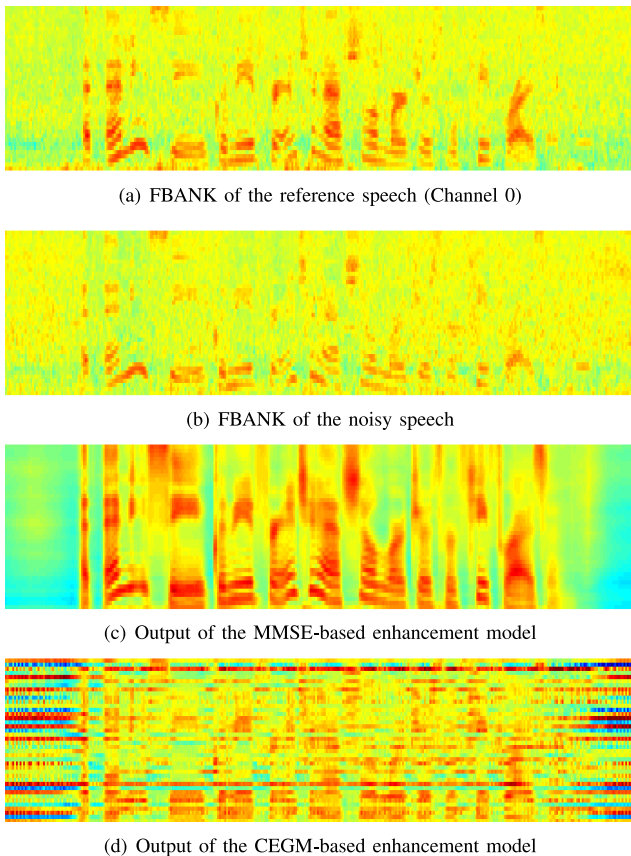 (a) FBANK of the reference speech (Channel 0)
(b) FBANK of the noisy speech
(c) Output of the MMSE-based enhancement model
(d) Output of the CEGM-based enhancement model